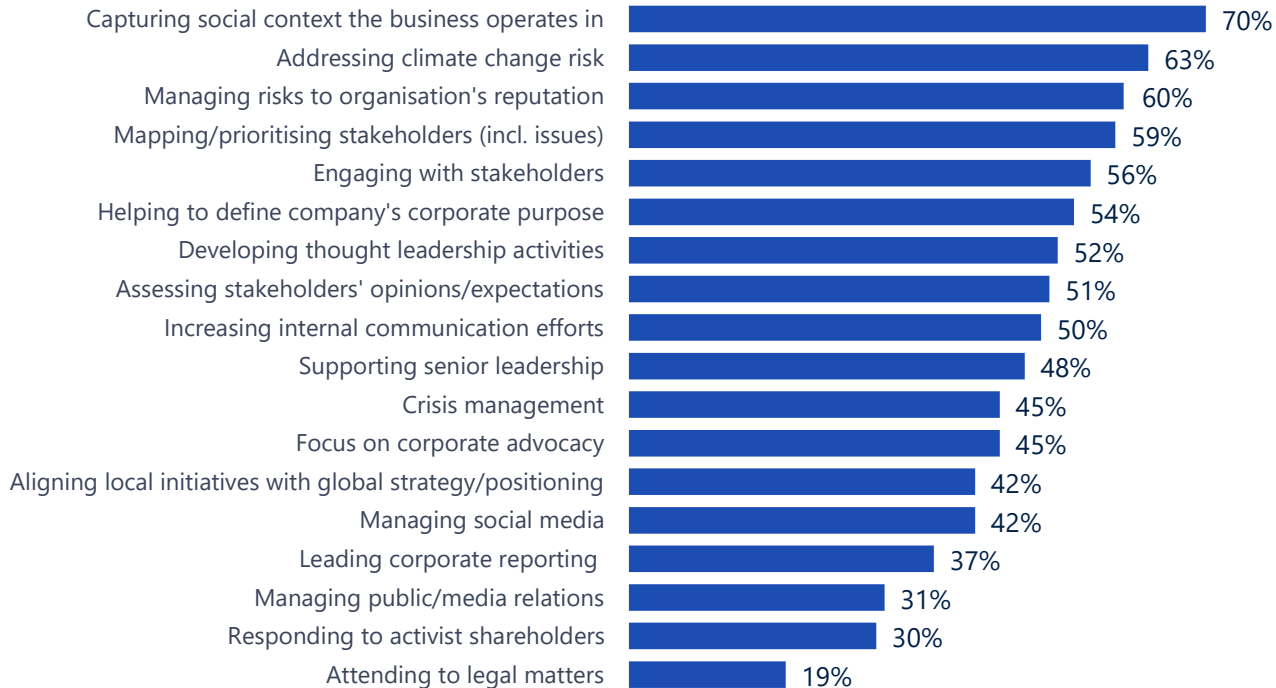 Capturing social context the business operates in 70%
Addressing climate change risk 63%
Managing risks to organisation's reputation 60%
Mapping/prioritising stakeholders (incl. issues) 59%
Engaging with stakeholders 56%
Helping to define company's corporate purpose 54%
Developing thought leadership activities 52%
Assessing stakeholders' opinions/expectations 51%
Increasing internal communication efforts 50%
Supporting senior leadership 48%
Crisis management 45%
Focus on corporate advocacy 45%
Aligning local initiatives with global strategy/positioning 42%
Managing social media 42%
Leading corporate reporting 37%
Managing public/media relations 31%
Responding to activist shareholders 30%
Attending to legal matters 19%